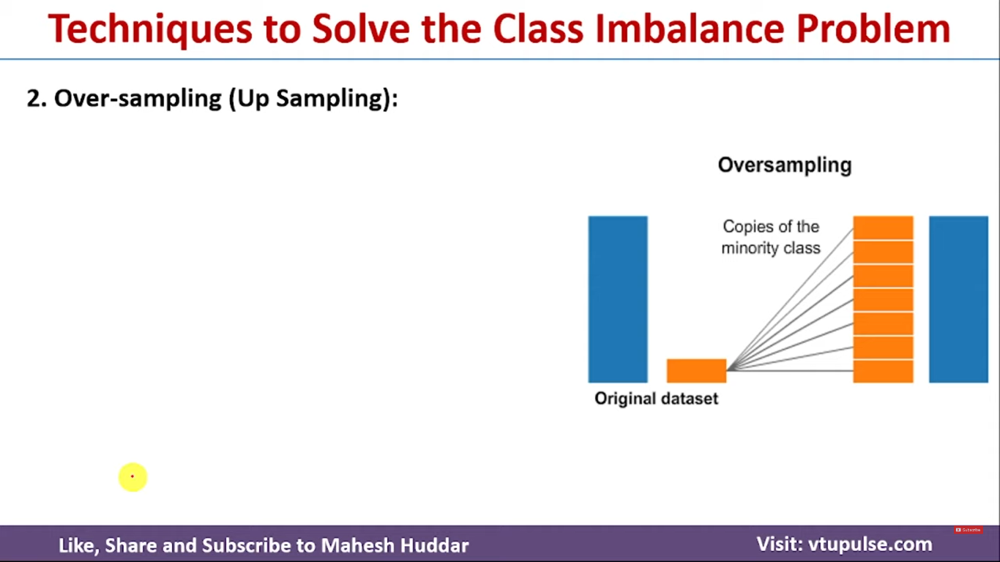 Techniques to Solve the Class Imbalance Problem
2. Over-sampling (Up Sampling):
Oversampling
Copies of the
minority class
Original dataset
Subscribe
Like, Share and Subscribe to Mahesh Huddar
Visit: vtupulse.com